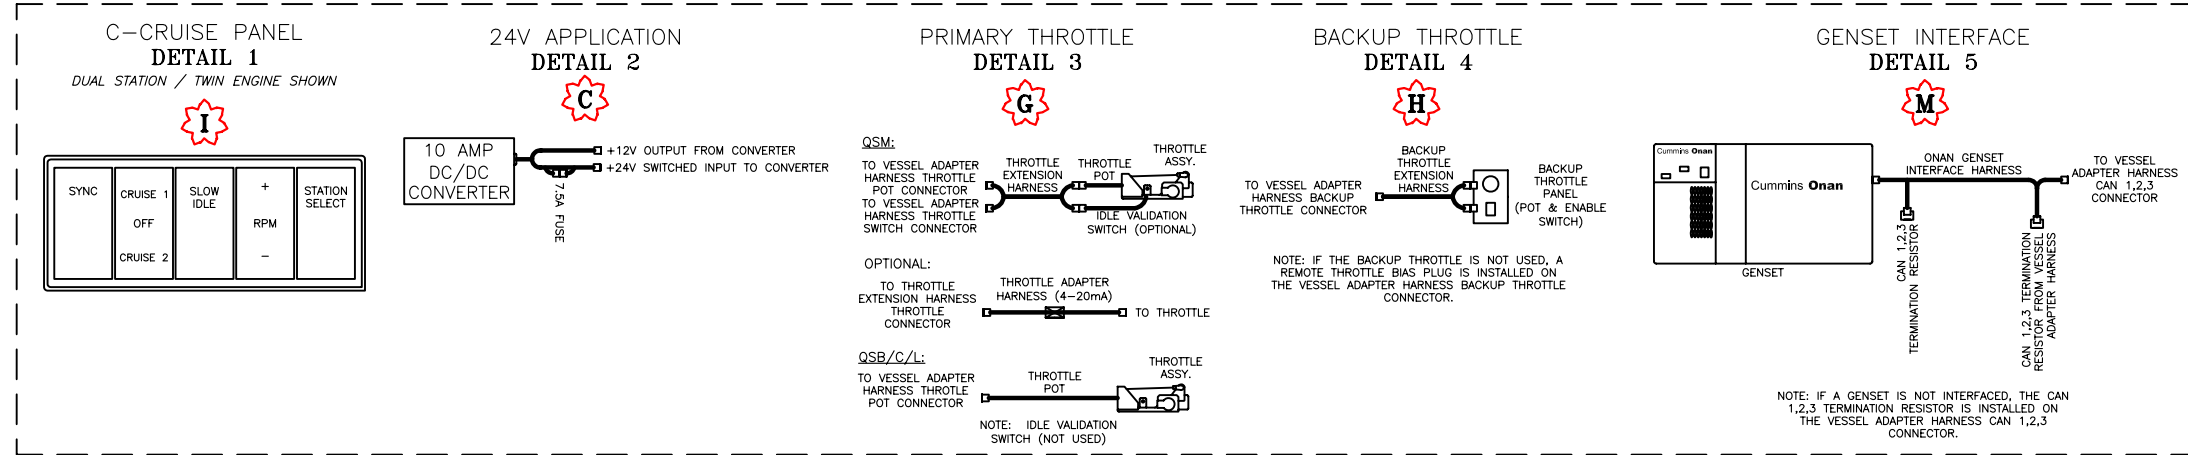 C-CRUISE PANEL
DETAIL 1
DUAL STATION / TWIN ENGINE SHOWN
I
SYNC
CRUISE 1
OFF
CRUISE 2
SLOW
IDLE
+
RPM
-
STATION
SELECT
24V APPLICATION
DETAIL 2
C
10 AMP
DC/DC
CONVERTER
+12V OUTPUT FROM CONVERTER
+24V SWITCHED INPUT TO CONVERTER
7.5A FUSE
PRIMARY THROTTLE
DETAIL 3
G
QSM:
TO VESSEL ADAPTER
HARNESS THROTTLE
POT CONNECTOR
TO VESSEL ADAPTER
HARNESS THROTTLE
SWITCH CONNECTOR
THROTTLE
EXTENSION
HARNESS
THROTTLE
POT
THROTTLE
ASSY.
IDLE VALIDATION
SWITCH (OPTIONAL)
OPTIONAL:
TO THROTTLE
EXTENSION HARNESS
THROTTLE
CONNECTOR
THROTTLE ADAPTER
HARNESS (4-20mA)
TO THROTTLE
QSB/C/L:
TO VESSEL ADAPTER
HARNESS THROTLE
POT CONNECTOR
THROTTLE
POT
THROTTLE
ASSY.
NOTE: IDLE VALIDATION
SWITCH (NOT USED)
BACKUP THROTTLE
DETAIL 4
H
TO VESSEL ADAPTER
HARNESS BACKUP
THROTTLE CONNECTOR
BACKUP
THROTTLE
EXTENSION
HARNESS
BACKUP
THROTTLE
PANEL
(POT & ENABLE
SWITCH)
NOTE: IF THE BACKUP THROTTLE IS NOT USED, A
REMOTE THROTTLE BIAS PLUG IS INSTALLED ON
THE VESSEL ADAPTER HARNESS BACKUP THROTTLE
CONNECTOR.
GENSET INTERFACE
DETAIL 5
M
Cummins Onan
Cummins Onan
GENSET
ONAN GENSET
INTERFACE HARNESS
TO VESSEL
ADAPTER HARNESS
CAN 1,2,3
CONNECTOR
CAN 1,2,3
TERMINATION RESISTOR
CAN 1,2,3 TERMINATION
RESISTOR FROM VESSEL
ADAPTER HARNESS
NOTE: IF A GENSET IS NOT INTERFACED, THE CAN
1,2,3 TERMINATION RESISTOR IS INSTALLED ON
THE VESSEL ADAPTER HARNESS CAN 1,2,3
CONNECTOR.